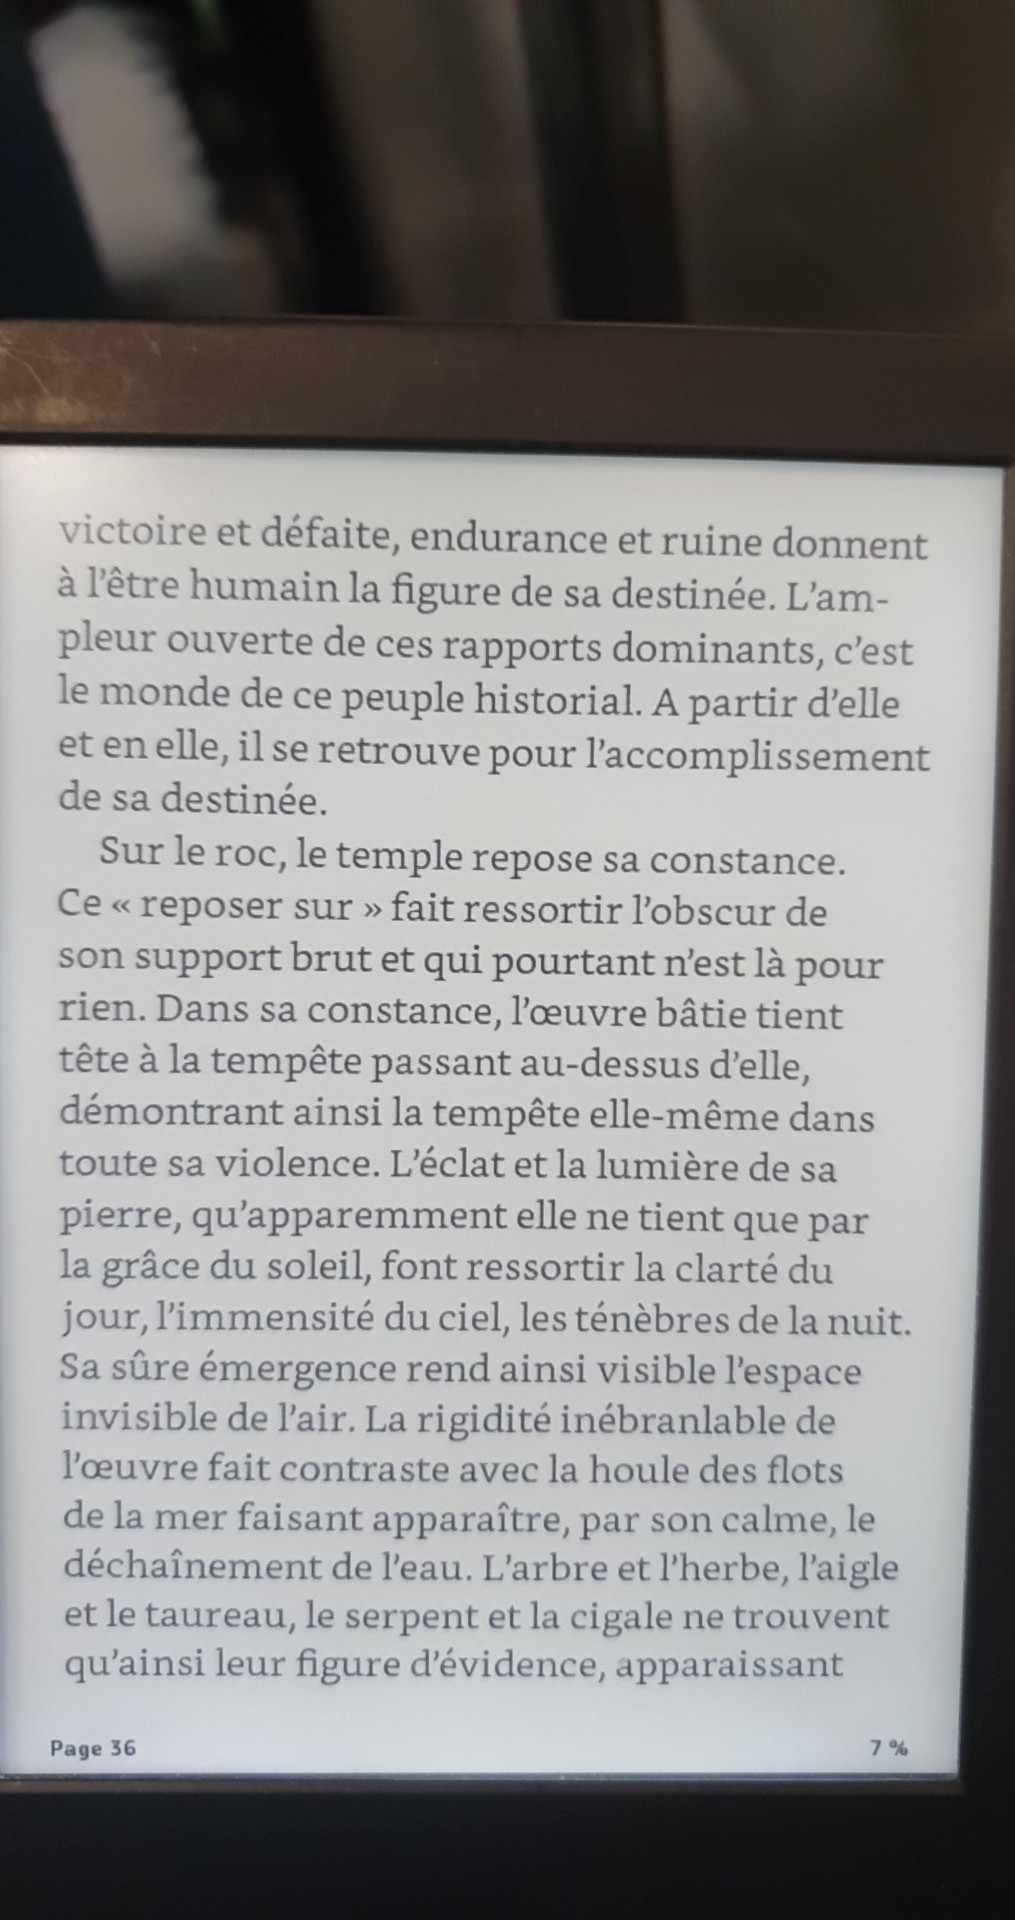 victoire et défaite, endurance et ruine donnent
à l'être humain la figure de sa destinée. L'am-
pleur ouverte de ces rapports dominants, c'est
le monde de ce peuple historial. A partir d'elle
et en elle, il se retrouve pour l'accomplissement
de sa destinée.
Sur le roc, le temple repose sa constance.
Ce « reposer sur » fait ressortir l'obscur de
son support brut et qui pourtant n'est là pour
rien. Dans sa constance, l'œuvre bâtie tient
tête à la tempête passant au-dessus d'elle,
démontrant ainsi la tempête elle-même dans
toute sa violence. L'éclat et la lumière de sa
pierre, qu'apparemment elle ne tient que par
la grâce du soleil, font ressortir la clarté du
jour, l'immensité du ciel, les ténèbres de la nuit.
Sa sûre émergence rend ainsi visible l'espace
invisible de l'air. La rigidité inébranlable de
l'œuvre fait contraste avec la houle des flots
de la mer faisant apparaître, par son calme, le
déchaînement de l'eau. L'arbre et l'herbe, l'aigle
et le taureau, le serpent et la cigale ne trouvent
qu'ainsi leur figure d'évidence, apparaissant
Page 36
7 %